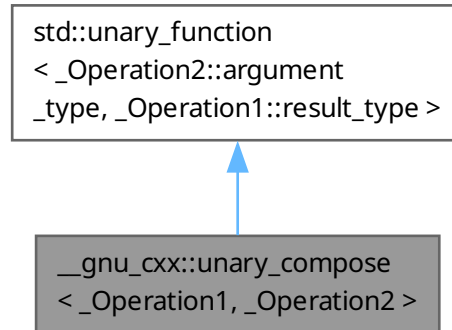 std::unary_function
< _Operation2::argument
_type, _Operation1::result_type >
__gnu_cxx::unary_compose
< _Operation1, _Operation2 >